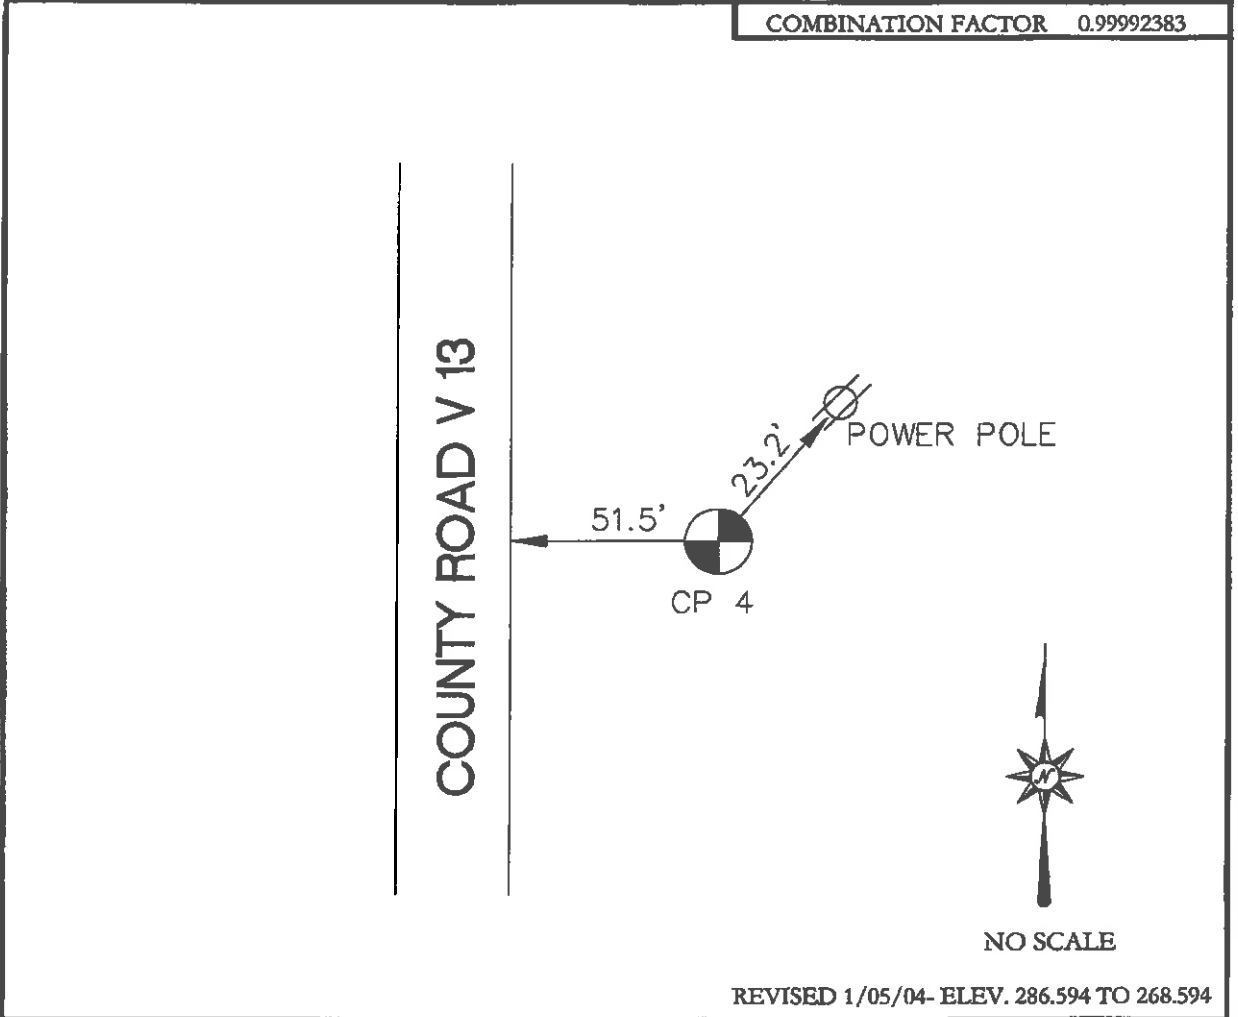 COMBINATION FACTOR 0.99992383
COUNTY ROAD V 13
23.2'
POWER POLE
51.5'
CP 4
N
NO SCALE
REVISED 1/05/04- ELEV. 286.594 TO 268.594